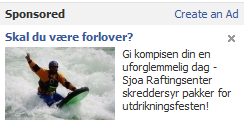 Sponsored Create an Ad
Skal du være forlover?
Gi kompisen din en
uforglemmelig dag -
Sjoa Raftingsenter
skreddersyr pakker for
utdrikningsfesten!